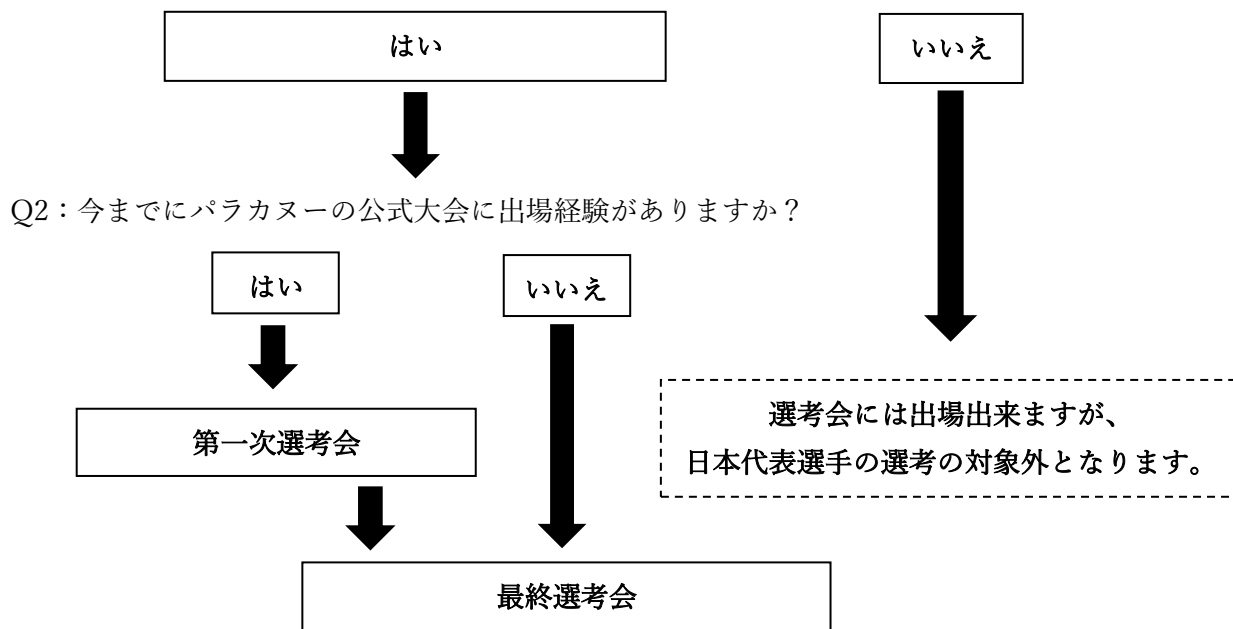 はい
いいえ
Q2：今までにパラカヌーの公式大会に出場経験がありますか？
はい
いいえ
第一次選考会
選考会には出場出来ますが、
日本代表選手の選考の対象外となります。
最終選考会